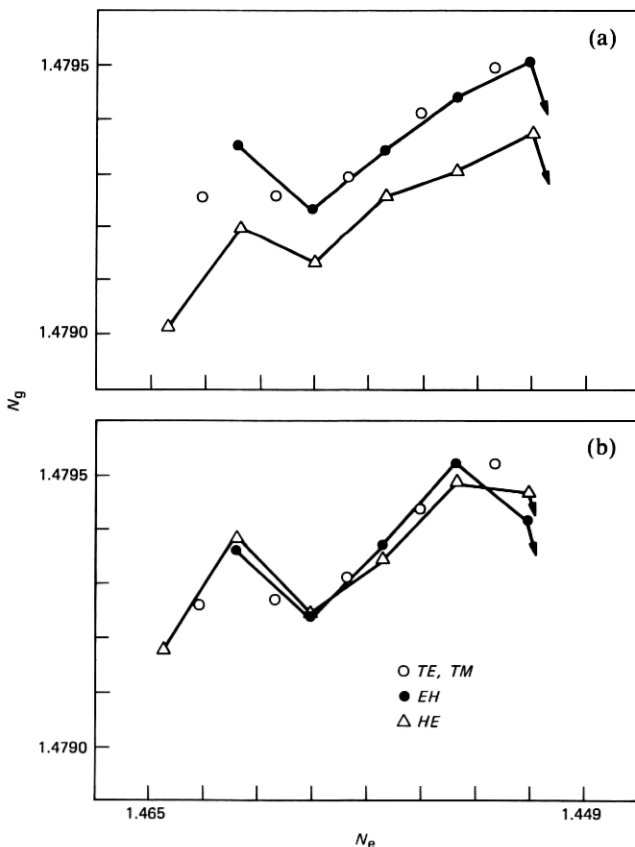 (a)
1.4795
1.4790
N_g
(b)
1.4795
○ TE, TM
● EH
△ HE
1.4790
1.465
1.449
N_e